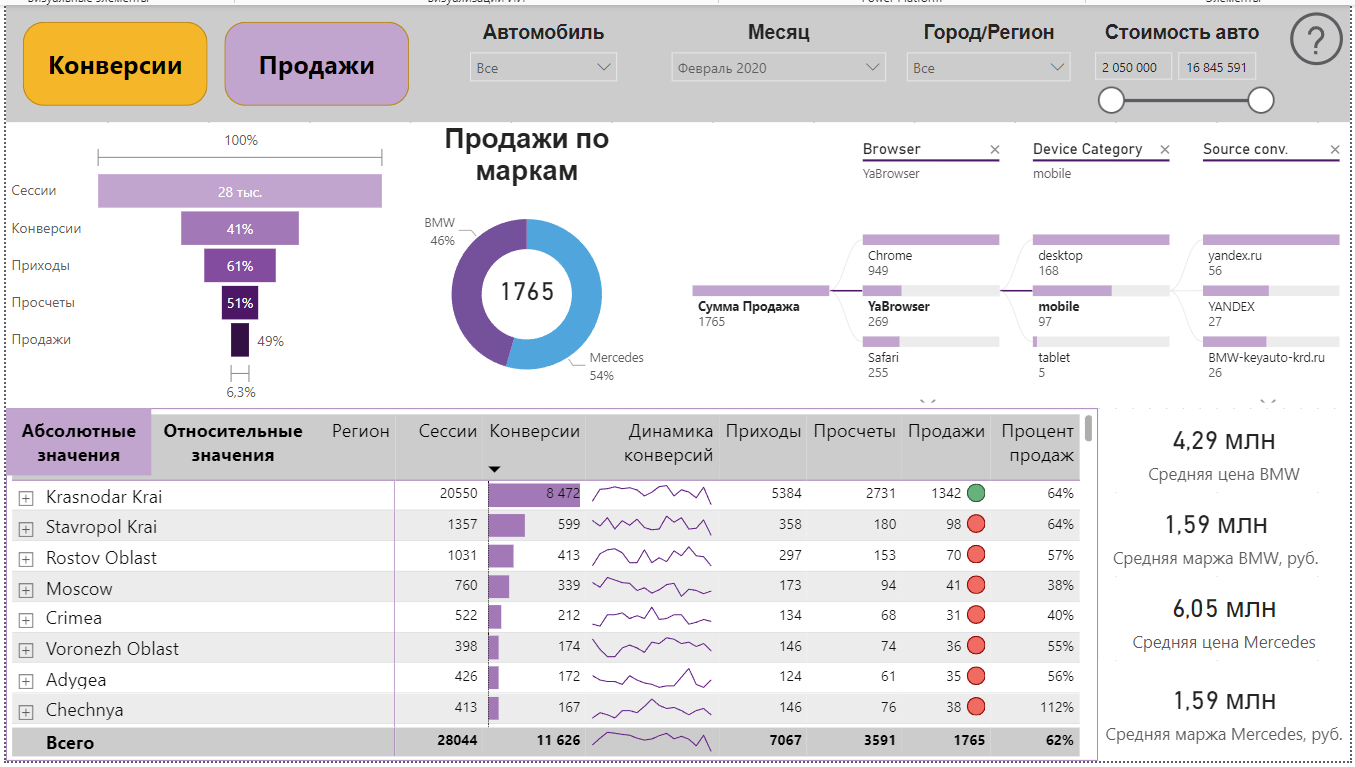 Конверсии
Продажи
Автомобиль
Все
Месяц
Февраль 2020
Город/Регион
Все
Стоимость авто
2 050 000
16 845 591
?
100%
Сессии
28 тыс.
Конверсии
41%
Приходы
61%
Просчеты
51%
Продажи
49%
6,3%
Продажи по
маркам
BMW
46%
1765
Mercedes
54%
Browser
YaBrowser
Device Category
mobile
Source conv.
Сумма Продажа
1765
Chrome
949
YaBrowser
269
Safari
255
desktop
168
mobile
97
tablet
5
yandex.ru
56
YANDEX
27
BMW-keyauto-krd.ru
26
Абсолютные
значения
Относительные
значения
Регион Сессии Конверсии Динамика конверсий Приходы Просчеты Продажи Процент продаж
Krasnodar Krai 20550 8 472 5384 2731 1342 64%
Stavropol Krai 1357 599 358 180 98 64%
Rostov Oblast 1031 413 297 153 70 57%
Moscow 760 339 173 94 41 38%
Crimea 522 212 134 68 31 40%
Voronezh Oblast 398 174 146 74 36 55%
Adygea 426 172 124 61 35 56%
Chechnya 413 167 146 76 38 112%
Всего 28044 11 626 7067 3591 1765 62%
4,29 млн
Средняя цена BMW
1,59 млн
Средняя маржа BMW, руб.
6,05 млн
Средняя цена Mercedes
1,59 млн
Средняя маржа Mercedes, руб.